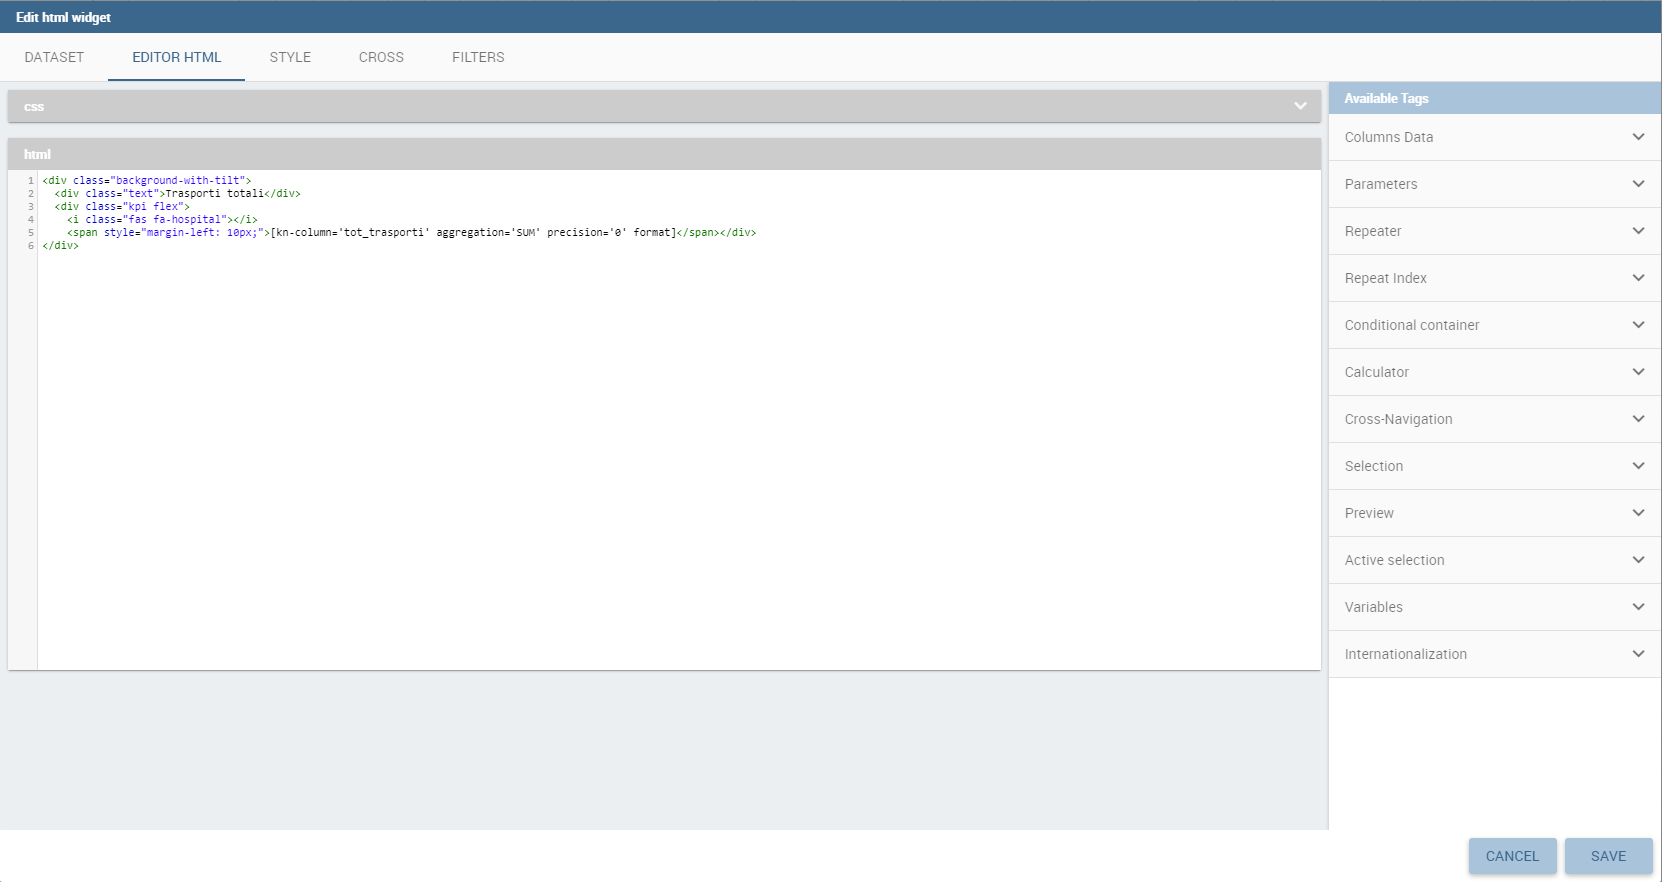 Edit html widget
DATASET EDITOR HTML STYLE CROSS FILTERS
css
html
1 <div class="background-with-tilt">
2   <div class="text">Trasporti totali</div>
3   <div class="kpi flex">
4     <i class="fas fa-hospital"></i>
5     <span style="margin-left: 10px;">[kn-column='tot_trasporti' aggregation='SUM' precision='0' format]</span></div>
6 </div>
Available Tags
Columns Data
Parameters
Repeater
Repeat Index
Conditional container
Calculator
Cross-Navigation
Selection
Preview
Active selection
Variables
Internationalization
CANCEL SAVE